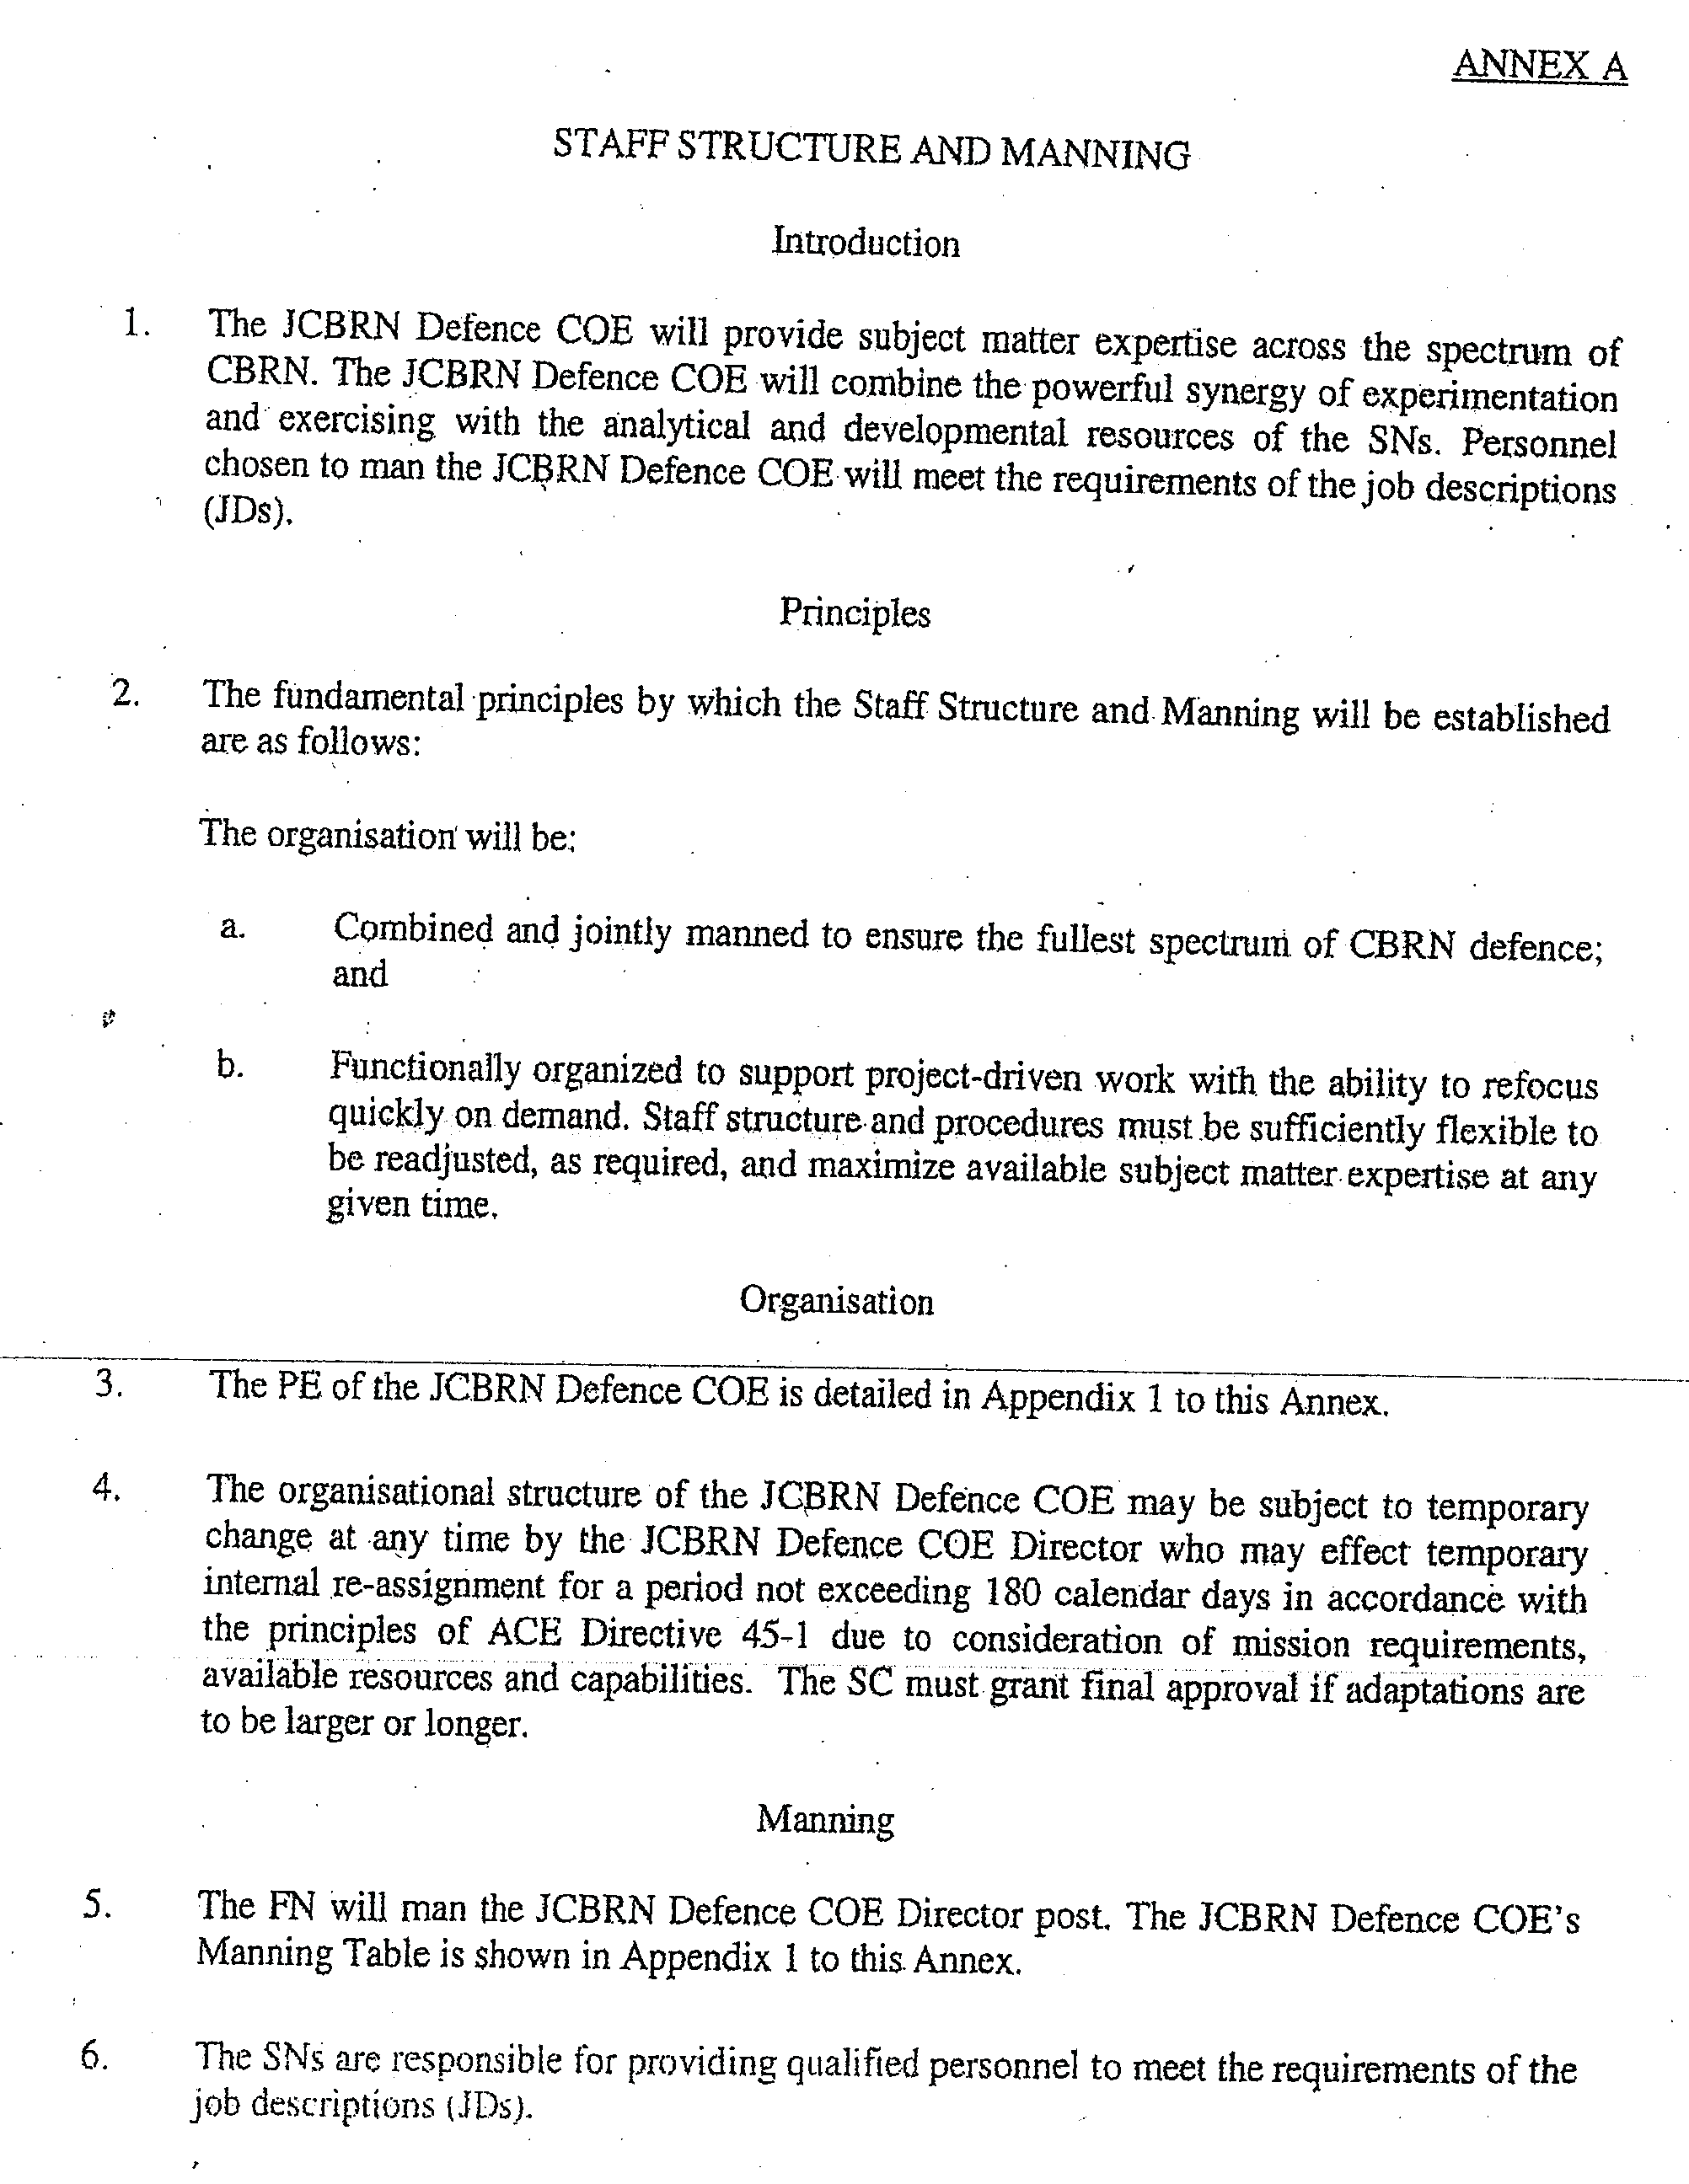 ANNEX A
STAFF STRUCTURE AND MANNING
Introduction
1. The JCBRN Defence COE will provide subject matter expertise across the spectrum of
CBRN. The JCBRN Defence COE will combine the powerful synergy of experimentation
and exercising with the analytical and developmental resources of the SNs. Personnel
chosen to man the JCBRN Defence COE will meet the requirements of the job descriptions
(JDs).
Principles
2. The fundamental principles by which the Staff Structure and Manning will be established
are as follows:
The organisation will be:
a. Combined and jointly manned to ensure the fullest spectrum of CBRN defence;
and
b. Functionally organized to support project-driven work with the ability to refocus
quickly on demand. Staff structure and procedures must be sufficiently flexible to
be readjusted, as required, and maximize available subject matter expertise at any
given time.
Organisation
3. The PE of the JCBRN Defence COE is detailed in Appendix 1 to this Annex.
4. The organisational structure of the JCBRN Defence COE may be subject to temporary
change at any time by the JCBRN Defence COE Director who may effect temporary
internal re-assignment for a period not exceeding 180 calendar days in accordance with
the principles of ACE Directive 45-1 due to consideration of mission requirements,
available resources and capabilities. The SC must grant final approval if adaptations are
to be larger or longer.
Manning
5. The FN will man the JCBRN Defence COE Director post. The JCBRN Defence COE's
Manning Table is shown in Appendix 1 to this Annex.
6. The SNs are responsible for providing qualified personnel to meet the requirements of the
job descriptions (JDs).